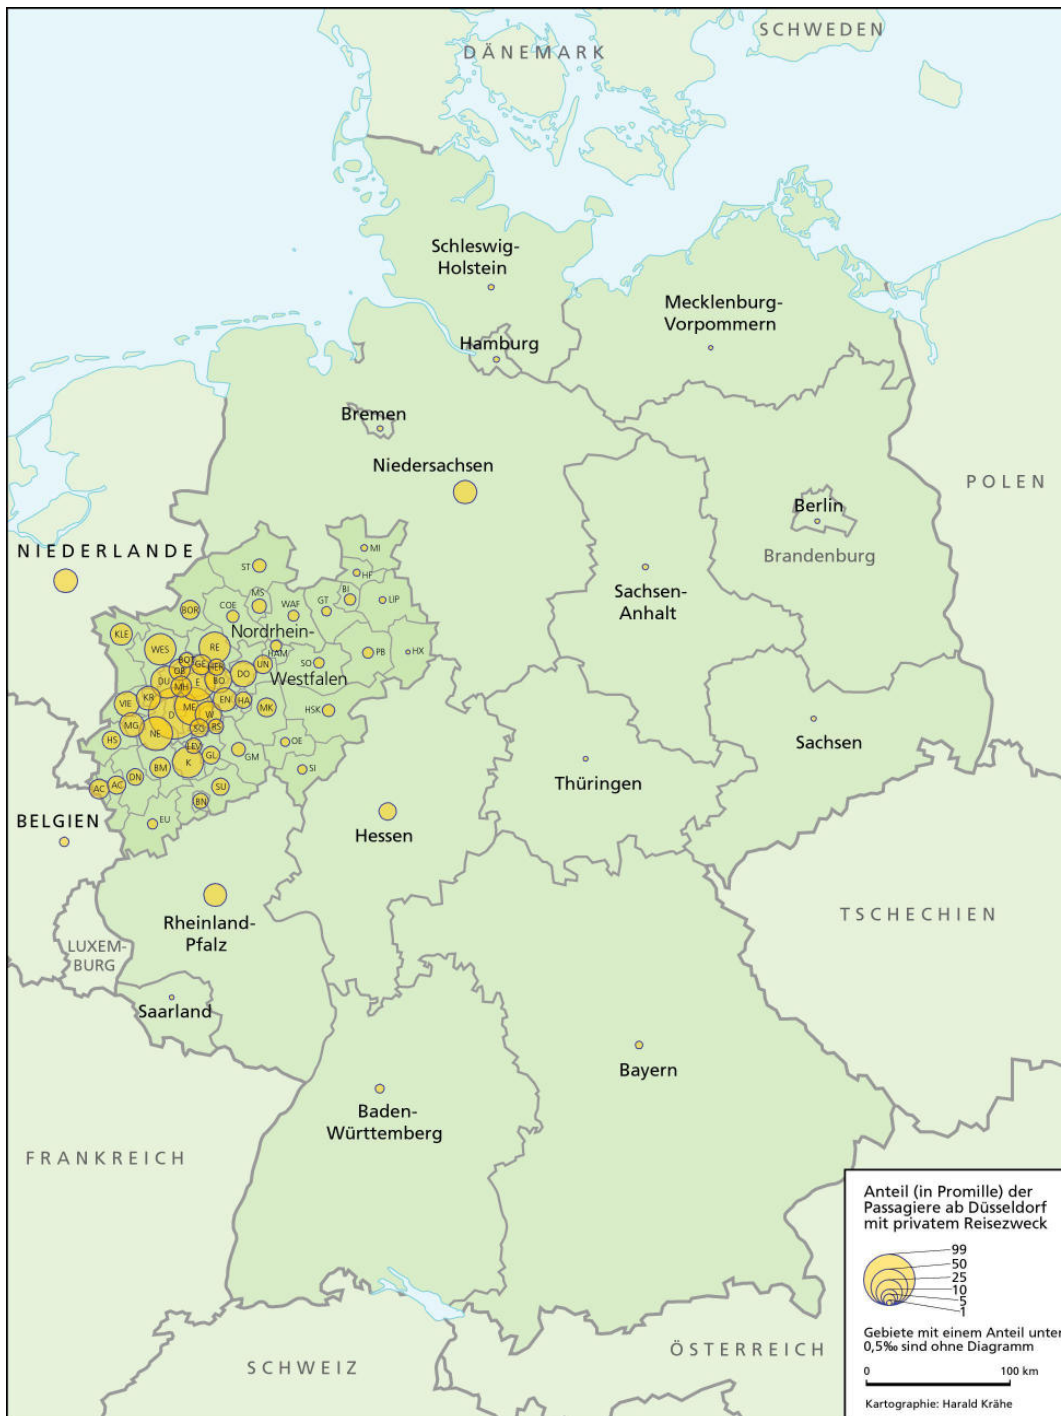 SCHWEDEN
DÄNEMARK
Schleswig-
Holstein
Mecklenburg-
Vorpommern
Hamburg
Bremen
Niedersachsen
POLEN
Berlin
Brandenburg
NIEDERLANDE
MI
ST
HF
MS
BI
COE
WAF
GT
LIP
BOR
Sachsen-
Anhalt
KLE
Nordrhein-
WES
RE
HAM
PB
HX
BOT
GE
HER
UN
SO
OB
DO
Westfalen
DU
MH
E
BO
KR
EN
HA
VIE
ME
MK
HSK
D
W
MG
NE
SG
RS
HS
LEV
OE
Sachsen
K
GL
GM
BM
SI
DN
Thüringen
AC
AC
SU
BN
BELGIEN
EU
Hessen
Rheinland-
Pfalz
TSCHECHIEN
LUXEM-
BURG
Saarland
Bayern
Baden-
Württemberg
FRANKREICH
Anteil (in Promille) der
Passagiere ab Düsseldorf
mit privatem Reisezweck
99
50
25
10
5
1
Gebiete mit einem Anteil unter
0,5‰ sind ohne Diagramm
ÖSTERREICH
SCHWEIZ
0 100 km
Kartographie: Harald Krähe